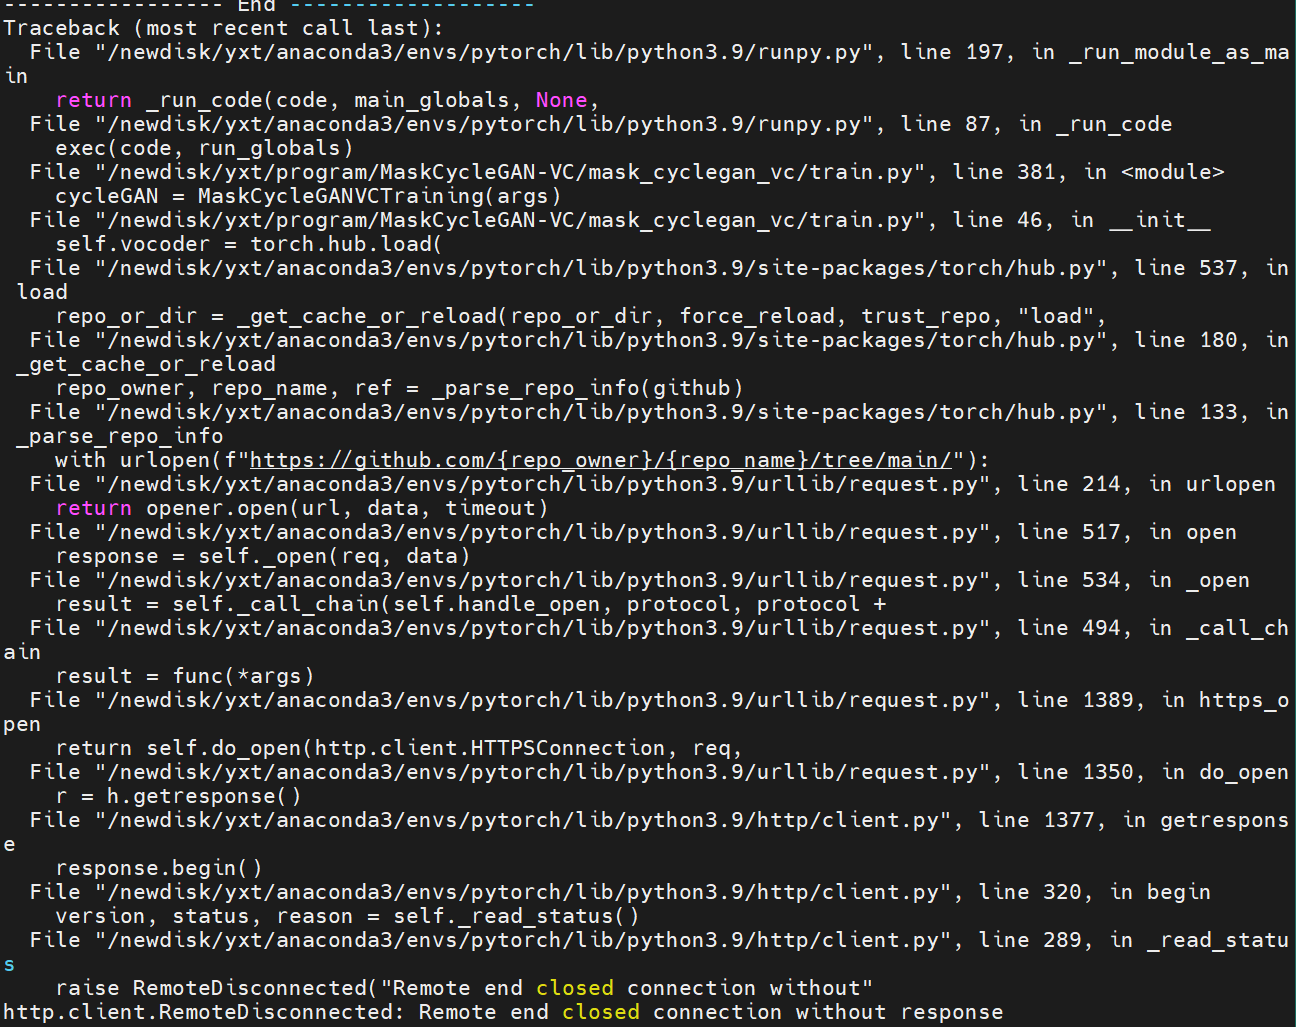 ----------------- End -------------------
Traceback (most recent call last):
  File "/newdisk/yxt/anaconda3/envs/pytorch/lib/python3.9/runpy.py", line 197, in _run_module_as_ma
in
    return _run_code(code, main_globals, None,
  File "/newdisk/yxt/anaconda3/envs/pytorch/lib/python3.9/runpy.py", line 87, in _run_code
    exec(code, run_globals)
  File "/newdisk/yxt/program/MaskCycleGAN-VC/mask_cyclegan_vc/train.py", line 381, in <module>
    cycleGAN = MaskCycleGANVCTraining(args)
  File "/newdisk/yxt/program/MaskCycleGAN-VC/mask_cyclegan_vc/train.py", line 46, in __init__
    self.vocoder = torch.hub.load(
  File "/newdisk/yxt/anaconda3/envs/pytorch/lib/python3.9/site-packages/torch/hub.py", line 537, in
 load
    repo_or_dir = _get_cache_or_reload(repo_or_dir, force_reload, trust_repo, "load",
  File "/newdisk/yxt/anaconda3/envs/pytorch/lib/python3.9/site-packages/torch/hub.py", line 180, in
 _get_cache_or_reload
    repo_owner, repo_name, ref = _parse_repo_info(github)
  File "/newdisk/yxt/anaconda3/envs/pytorch/lib/python3.9/site-packages/torch/hub.py", line 133, in
 _parse_repo_info
    with urlopen(f"https://github.com/{repo_owner}/{repo_name}/tree/main/"):
  File "/newdisk/yxt/anaconda3/envs/pytorch/lib/python3.9/urllib/request.py", line 214, in urlopen
    return opener.open(url, data, timeout)
  File "/newdisk/yxt/anaconda3/envs/pytorch/lib/python3.9/urllib/request.py", line 517, in open
    response = self._open(req, data)
  File "/newdisk/yxt/anaconda3/envs/pytorch/lib/python3.9/urllib/request.py", line 534, in _open
    result = self._call_chain(self.handle_open, protocol, protocol +
  File "/newdisk/yxt/anaconda3/envs/pytorch/lib/python3.9/urllib/request.py", line 494, in _call_ch
ain
    result = func(*args)
  File "/newdisk/yxt/anaconda3/envs/pytorch/lib/python3.9/urllib/request.py", line 1389, in https_o
pen
    return self.do_open(http.client.HTTPSConnection, req,
  File "/newdisk/yxt/anaconda3/envs/pytorch/lib/python3.9/urllib/request.py", line 1350, in do_open
    r = h.getresponse()
  File "/newdisk/yxt/anaconda3/envs/pytorch/lib/python3.9/http/client.py", line 1377, in getrespons
e
    response.begin()
  File "/newdisk/yxt/anaconda3/envs/pytorch/lib/python3.9/http/client.py", line 320, in begin
    version, status, reason = self._read_status()
  File "/newdisk/yxt/anaconda3/envs/pytorch/lib/python3.9/http/client.py", line 289, in _read_statu
s
    raise RemoteDisconnected("Remote end closed connection without"
http.client.RemoteDisconnected: Remote end closed connection without response